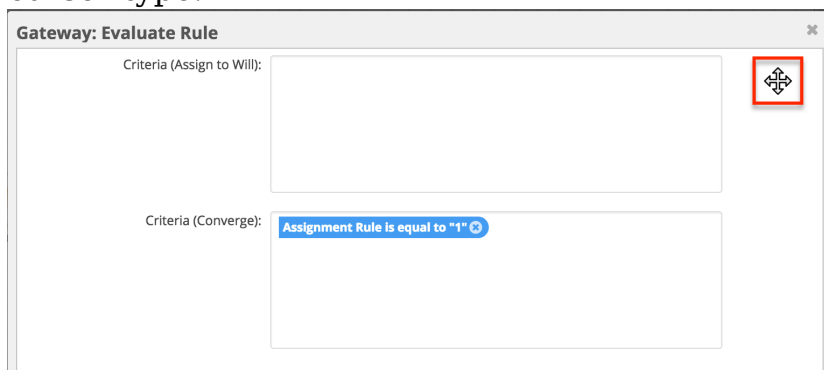 Gateway: Evaluate Rule
Criteria (Assign to Will):
Criteria (Converge):
Assignment Rule is equal to "1"